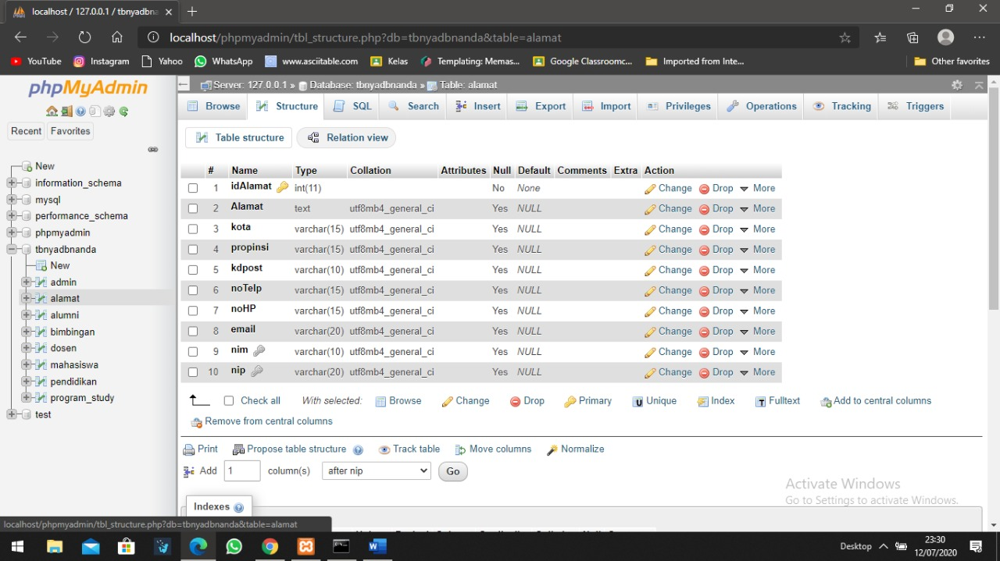 localhost / 127.0.0.1 / tbnyadbna
localhost/phpmyadmin/tbl_structure.php?db=tbnyadbnanda&table=alamat
YouTube Instagram Yahoo WhatsApp www.asciitable.com Kelas Templating: Memas... Google Classroomc... Imported from Inte... Other favorites
phpMyAdmin
Recent Favorites
New
information_schema
mysql
performance_schema
phpmyadmin
tbnyadbnanda
New
admin
alamat
alumni
bimbingan
dosen
mahasiswa
pendidikan
program_study
test
Server: 127.0.0.1 » Database: tbnyadbnanda » Table: alamat
Browse Structure SQL Search Insert Export Import Privileges Operations Tracking Triggers
Table structure Relation view
# Name Type Collation Attributes Null Default Comments Extra Action
1 idAlamat int(11) No None Change Drop More
2 Alamat text utf8mb4_general_ci Yes NULL Change Drop More
3 kota varchar(15) utf8mb4_general_ci Yes NULL Change Drop More
4 propinsi varchar(15) utf8mb4_general_ci Yes NULL Change Drop More
5 kdpost varchar(10) utf8mb4_general_ci Yes NULL Change Drop More
6 noTelp varchar(15) utf8mb4_general_ci Yes NULL Change Drop More
7 noHP varchar(15) utf8mb4_general_ci Yes NULL Change Drop More
8 email varchar(20) utf8mb4_general_ci Yes NULL Change Drop More
9 nim varchar(10) utf8mb4_general_ci Yes NULL Change Drop More
10 nip varchar(20) utf8mb4_general_ci Yes NULL Change Drop More
Check all With selected: Browse Change Drop Primary Unique Index Fulltext Add to central columns
Remove from central columns
Print Propose table structure Track table Move columns Normalize
Add 1 column(s) after nip Go
Indexes
Activate Windows
Go to Settings to activate Windows.
localhost/phpmyadmin/tbl_structure.php?db=tbnyadbnanda&table=alamat
Desktop
23:30
12/07/2020